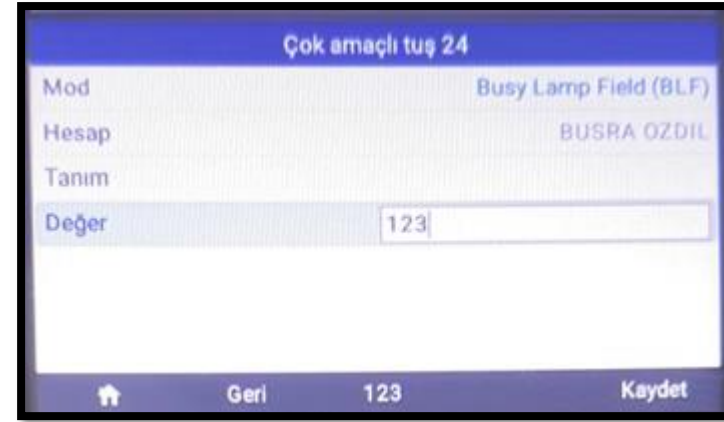 Çok amaçlı tuş 24
Mod Busy Lamp Field (BLF)
Hesap BUSRA OZDIL
Tanım
Değer 123
Geri 123 Kaydet